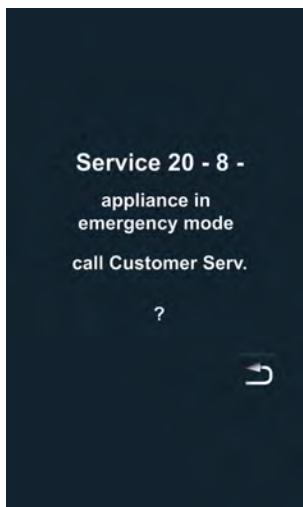 Service 20 - 8 -
appliance in
emergency mode
call Customer Serv.
?